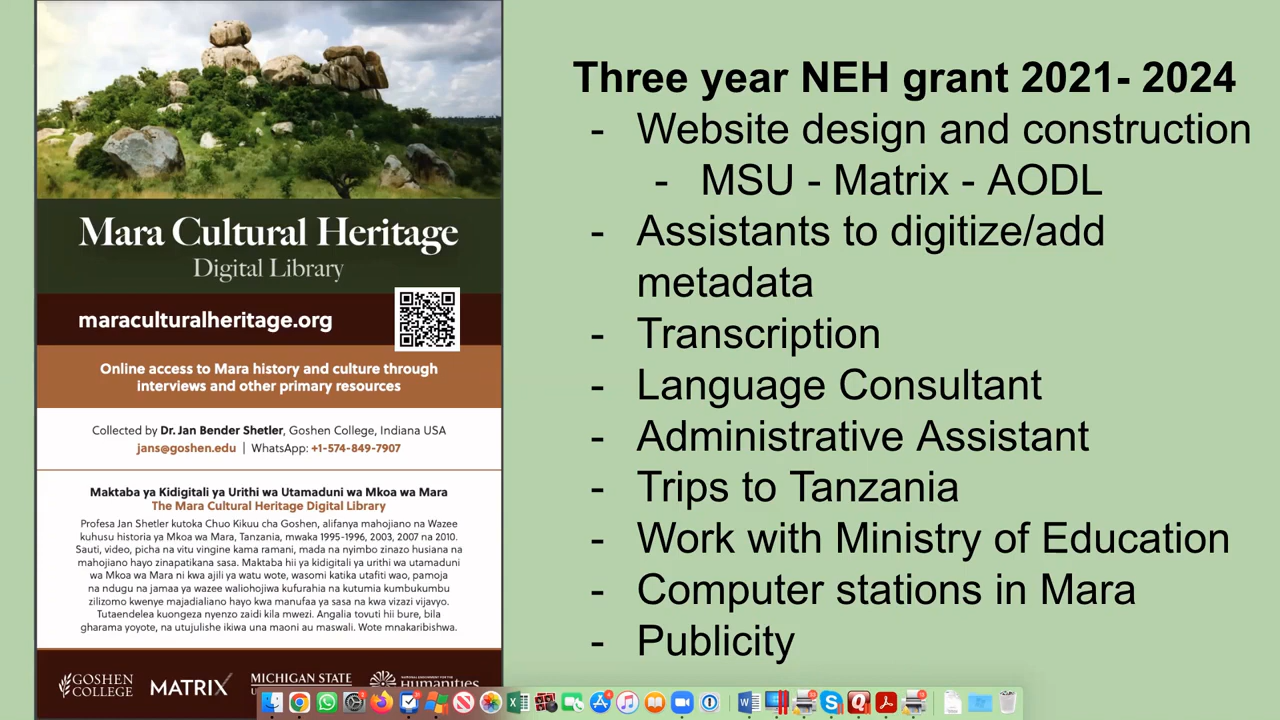 Mara Cultural Heritage
Digital Library
maraculturalheritage.org
Online access to Mara history and culture through
interviews and other primary resources
Collected by Dr. Jan Bender Shetler, Goshen College, Indiana USA
jans@goshen.edu | WhatsApp: +1-574-849-7907
Maktaba ya Kidigitali ya Urithi wa Utamaduni wa Mkoa wa Mara
The Mara Cultural Heritage Digital Library
Profesa Jan Shetler kutoka Chuo Kikuu cha Goshen, alifanya mahojiano na Wazee
kuhusu historia ya Mkoa wa Mara, Tanzania, mwaka 1995-1996, 2003, 2007 na 2010.
Sauti, video, picha na vitu vingine kama ramani, mada na nyimbo zinazo husiana na
mahojiano hayo zinapatikana sasa. Maktaba hii ya kidigitali ya urithi wa utamaduni
wa Mkoa wa Mara ni kwa ajili ya watu wote, wasomi katika utafiti wao, pamoja
na ndugu na jamaa ya wazee waliohojiwa kufurahia na kutumia kumbukumbu
zilizomo kwenye majadialiano hayo kwa manufaa ya sasa na kwa vizazi vijavyo.
Tutaendelea kuongeza nyenzo zaidi kila mwezi. Angalia tovuti hii bure, bila
gharama yoyote, na utujulishe ikiwa una maoni au maswali. Wote mnakaribishwa.
GOSHEN
COLLEGE
MATRIX
MICHIGAN STATE
Humanities
Three year NEH grant 2021- 2024
- Website design and construction
- MSU - Matrix - AODL
- Assistants to digitize/add
metadata
- Transcription
- Language Consultant
- Administrative Assistant
- Trips to Tanzania
- Work with Ministry of Education
- Computer stations in Mara
- Publicity